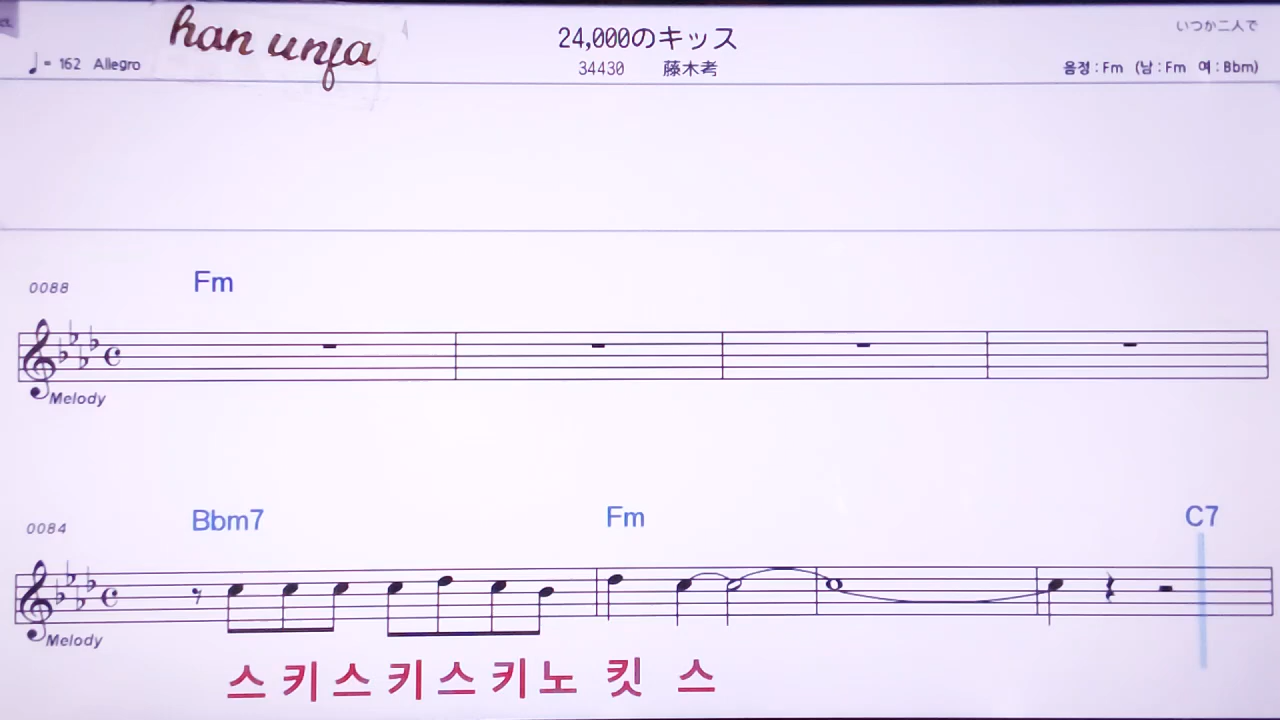 han unfa
24,000のキッス
いつか二人で
♩= 162 Allegro
34430 藤木考
음정 : Fm (남 : Fm 여 : Bbm)
0088
Fm
Melody
0084
Bbm7 Fm C7
Melody
스 키 스 키 스 키 노 킷 스